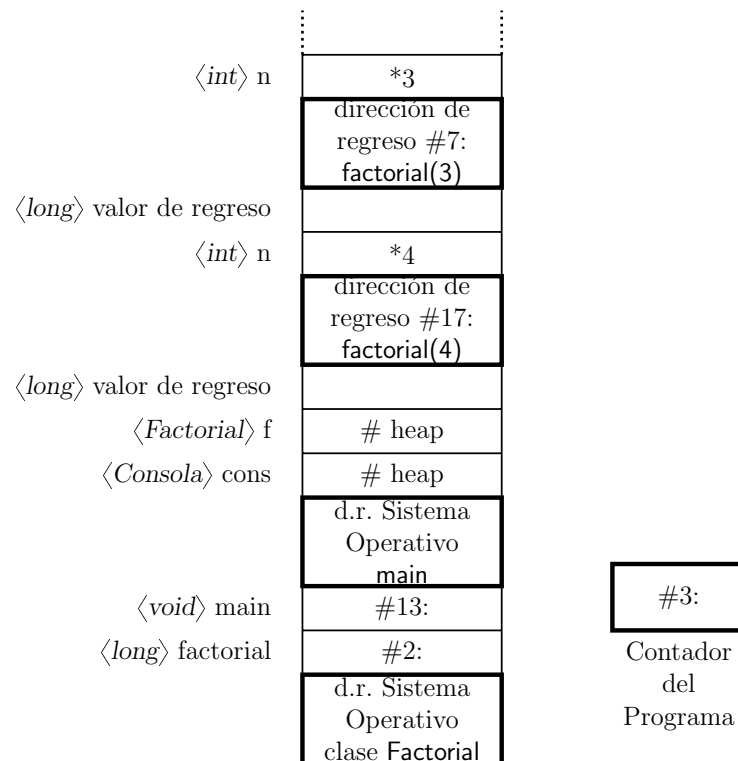 ⟨int⟩ n *3
dirección de
regreso #7:
factorial(3)
⟨long⟩ valor de regreso
⟨int⟩ n *4
dirección de
regreso #17:
factorial(4)
⟨long⟩ valor de regreso
⟨Factorial⟩ f # heap
⟨Consola⟩ cons # heap
d.r. Sistema
Operativo
main
⟨void⟩ main #13:
⟨long⟩ factorial #2:
d.r. Sistema
Operativo
clase Factorial
#3:
Contador
del
Programa